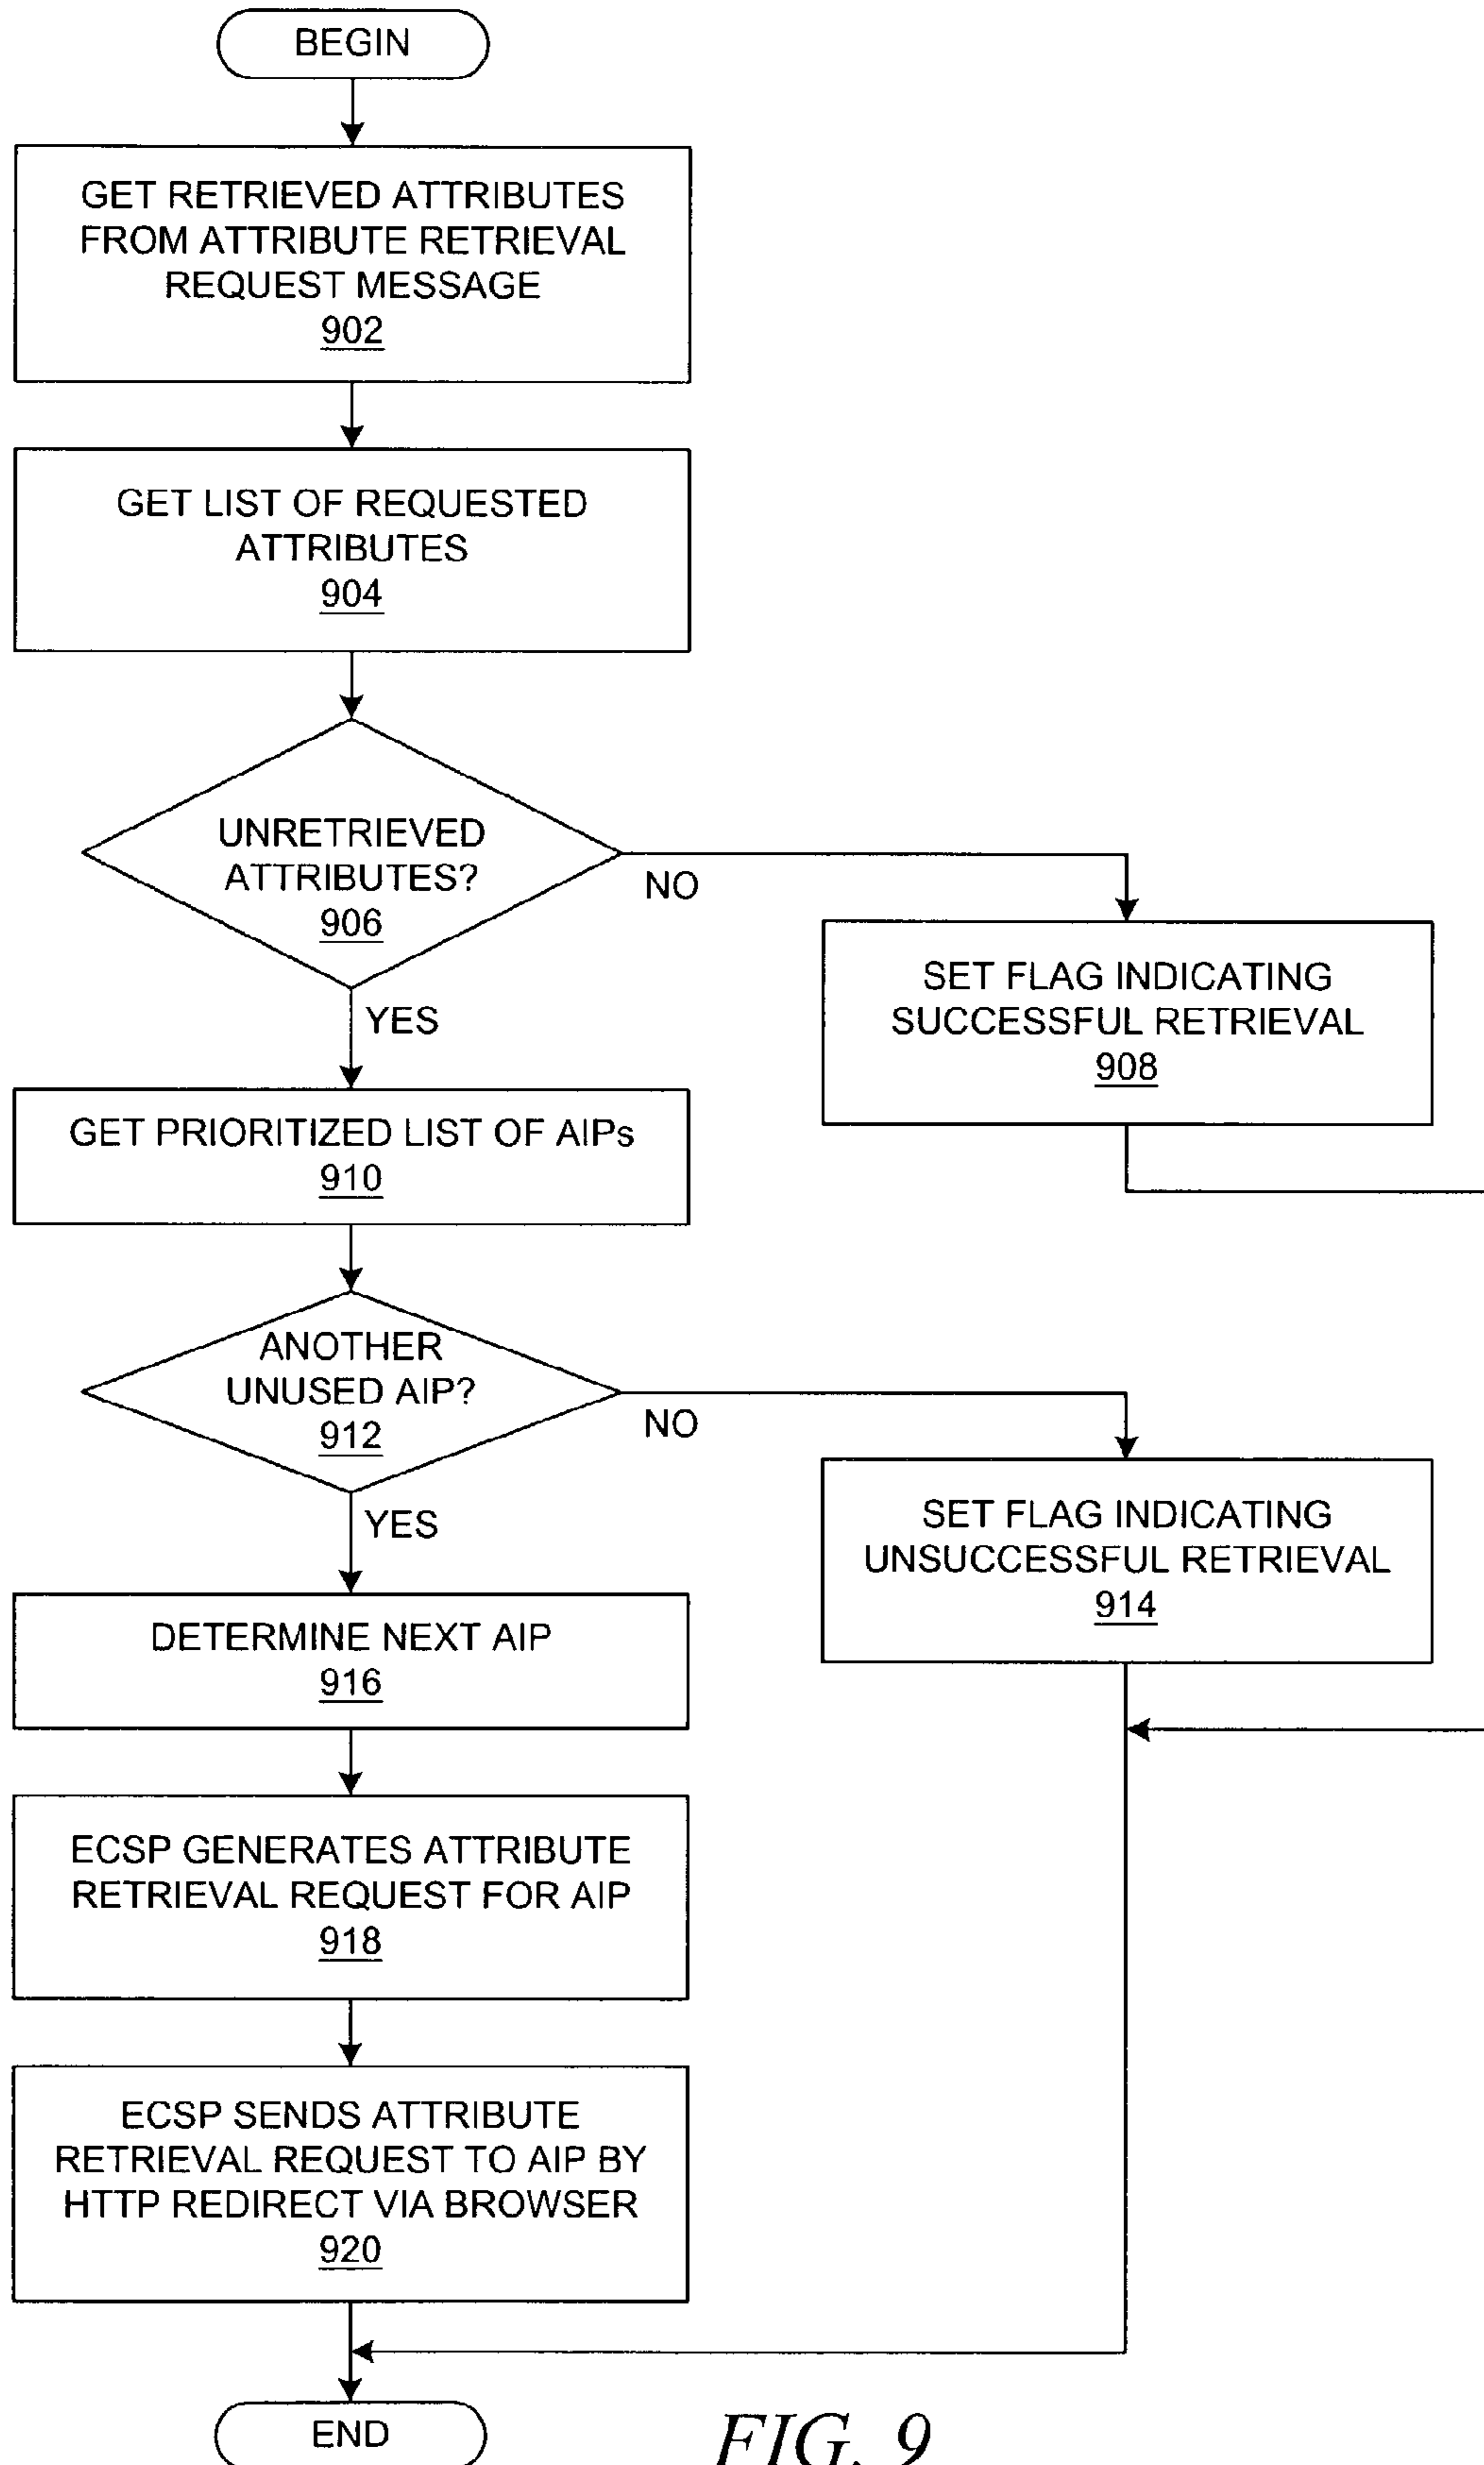 BEGIN
GET RETRIEVED ATTRIBUTES
FROM ATTRIBUTE RETRIEVAL
REQUEST MESSAGE
902
GET LIST OF REQUESTED
ATTRIBUTES
904
UNRETRIEVED
ATTRIBUTES?
906
NO
YES
SET FLAG INDICATING
SUCCESSFUL RETRIEVAL
908
GET PRIORITIZED LIST OF AIPs
910
ANOTHER
UNUSED AIP?
912
NO
YES
SET FLAG INDICATING
UNSUCCESSFUL RETRIEVAL
914
DETERMINE NEXT AIP
916
ECSP GENERATES ATTRIBUTE
RETRIEVAL REQUEST FOR AIP
918
ECSP SENDS ATTRIBUTE
RETRIEVAL REQUEST TO AIP BY
HTTP REDIRECT VIA BROWSER
920
END
FIG. 9